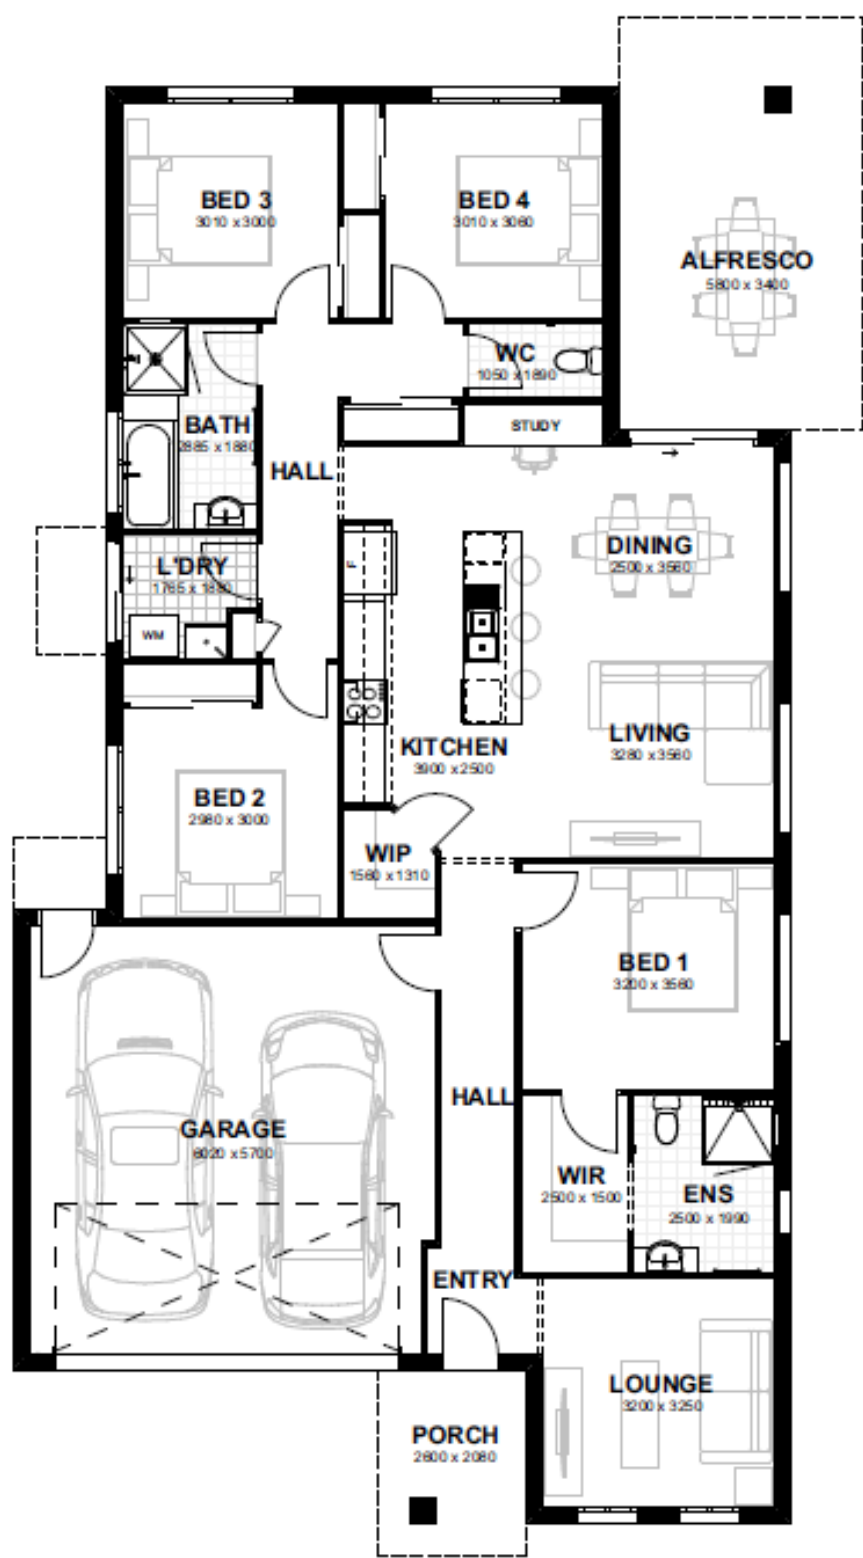 BED 3
3010 x 3000
BED 4
3010 x 3060
ALFRESCO
5800 x 3400
WC
1050 x 1890
BATH
2885 x 1880
STUDY
HALL
DINING
2500 x 3560
L'DRY
1765 x 1880
F
WM
LIVING
3280 x 3560
KITCHEN
3900 x 2500
BED 2
2980 x 3000
WIP
1560 x 1310
BED 1
3200 x 3560
HALL
GARAGE
6020 x 5700
WIR
2500 x 1500
ENS
2500 x 1990
ENTRY
LOUNGE
3200 x 3250
PORCH
2600 x 2080